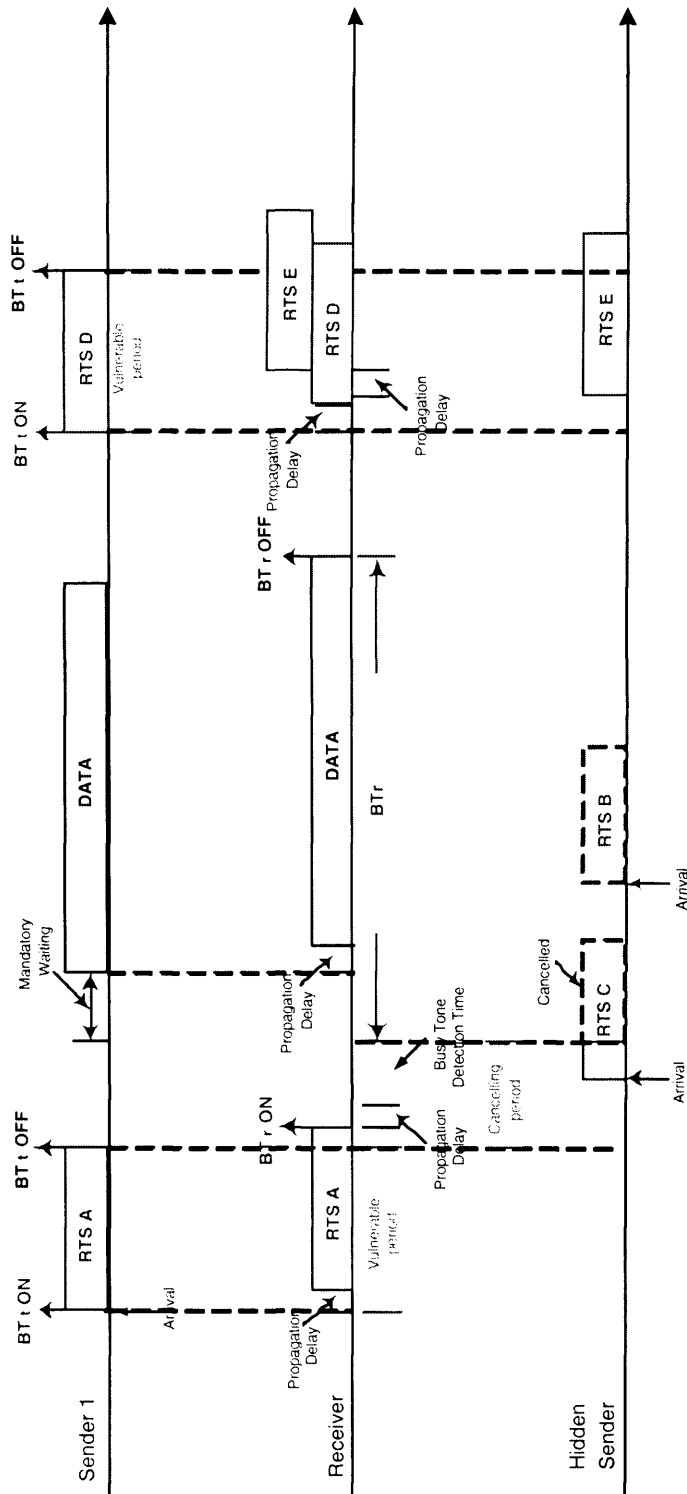 Sender 1
BT t ON
RTS A
BT t OFF
Arrival
Mandatory
Waiting
DATA
BT t ON
RTS D
Vulnerable
period
BT t OFF
Receiver
Propagation
Delay
RTS A
Vulnerable
period
BT r ON
Propagation
Delay
Cancelling
period
Busy Tone
Detection Time
Propagation
Delay
DATA
BTr
BT r OFF
Propagation
Delay
RTS E
RTS D
Propagation
Delay
Hidden
Sender
Arrival
RTS C
Cancelled
Arrival
RTS B
RTS E